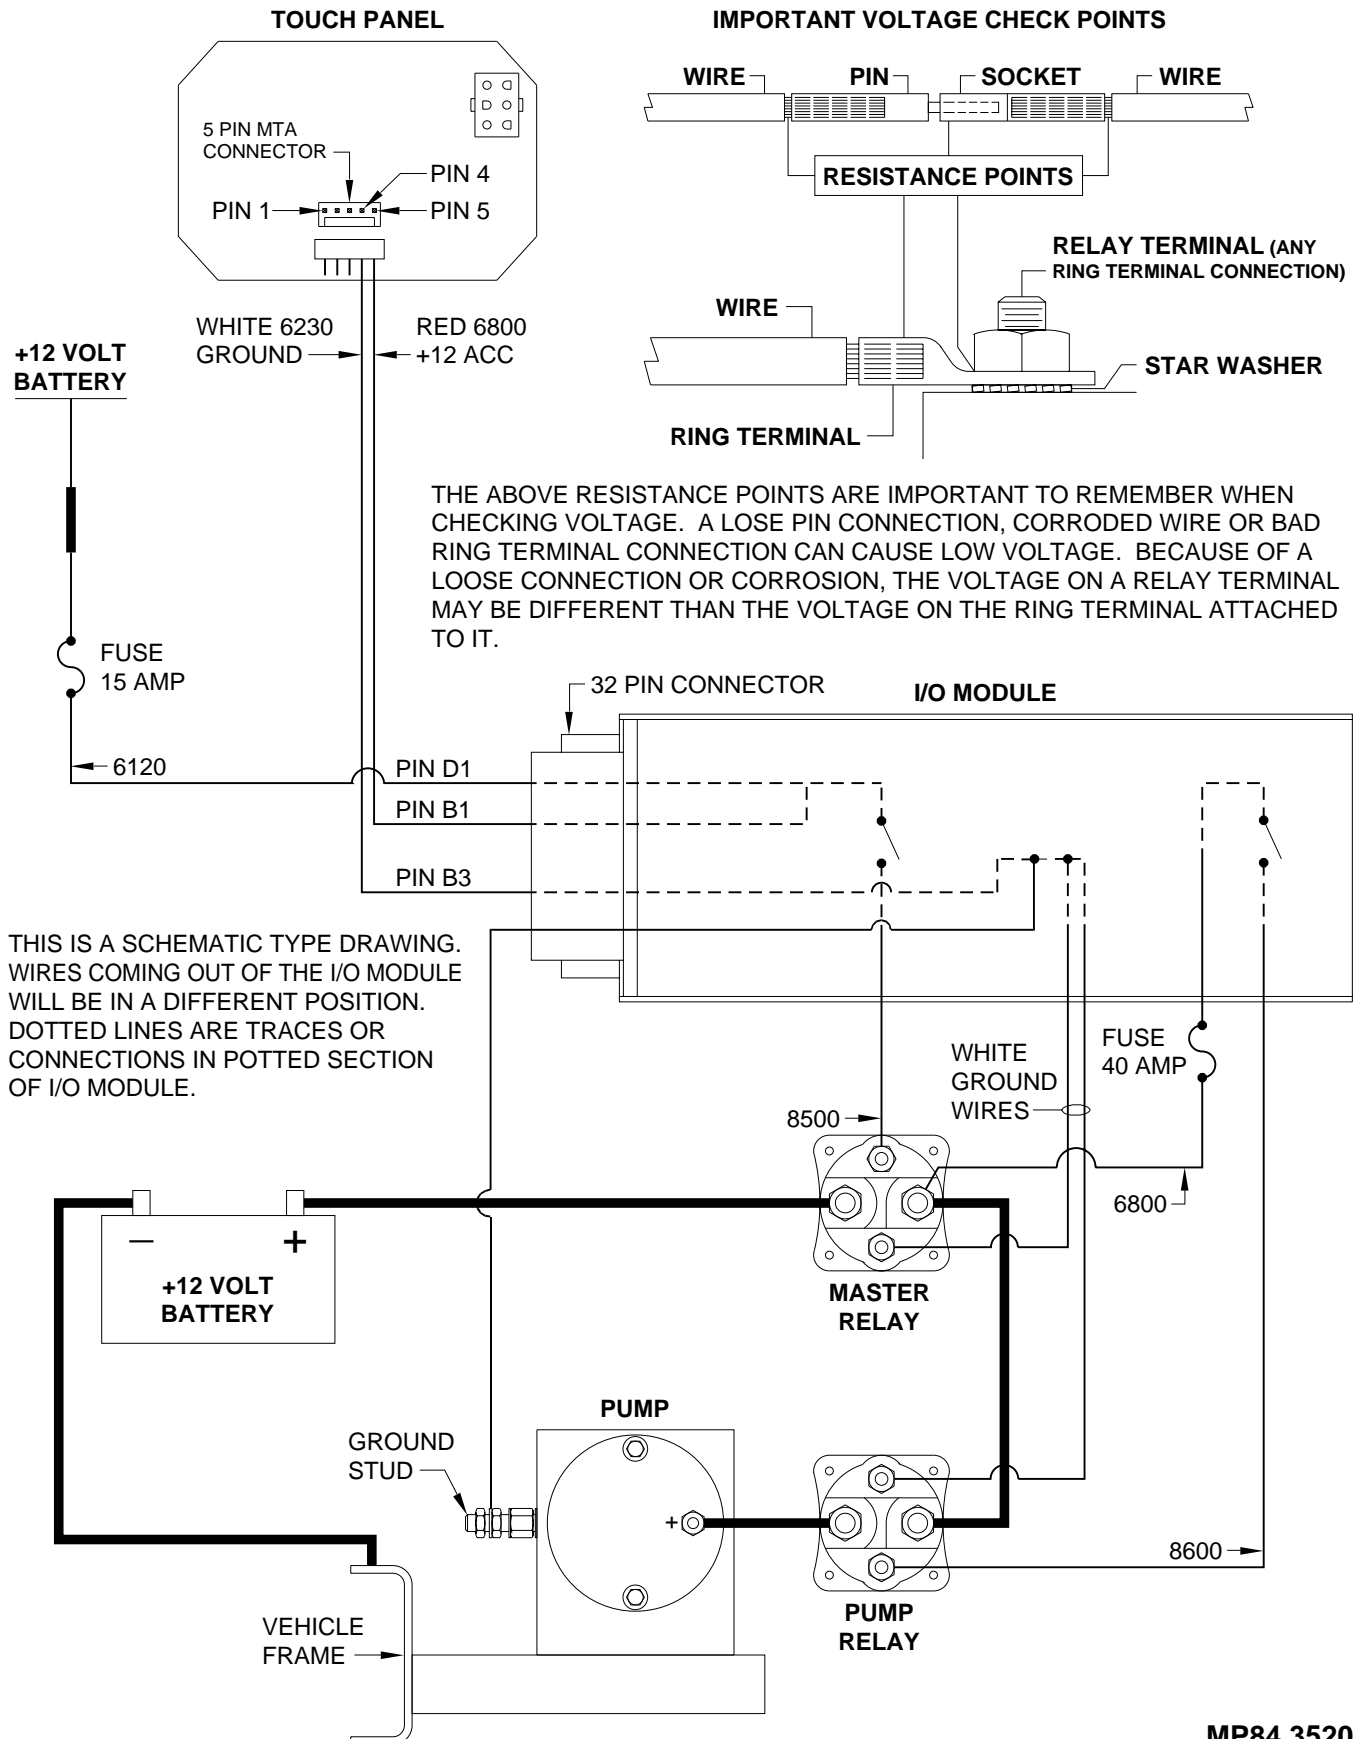 TOUCH PANEL
IMPORTANT VOLTAGE CHECK POINTS
WIRE
PIN
SOCKET
WIRE
5 PIN MTA
CONNECTOR
PIN 4
PIN 1
PIN 5
RESISTANCE POINTS
RELAY TERMINAL (ANY
RING TERMINAL CONNECTION)
WIRE
WHITE 6230
GROUND
RED 6800
+12 ACC
+12 VOLT
BATTERY
STAR WASHER
RING TERMINAL
THE ABOVE RESISTANCE POINTS ARE IMPORTANT TO REMEMBER WHEN
CHECKING VOLTAGE. A LOSE PIN CONNECTION, CORRODED WIRE OR BAD
RING TERMINAL CONNECTION CAN CAUSE LOW VOLTAGE. BECAUSE OF A
LOOSE CONNECTION OR CORROSION, THE VOLTAGE ON A RELAY TERMINAL
MAY BE DIFFERENT THAN THE VOLTAGE ON THE RING TERMINAL ATTACHED
TO IT.
FUSE
15 AMP
32 PIN CONNECTOR
I/O MODULE
6120
PIN D1
PIN B1
PIN B3
THIS IS A SCHEMATIC TYPE DRAWING.
WIRES COMING OUT OF THE I/O MODULE
WILL BE IN A DIFFERENT POSITION.
DOTTED LINES ARE TRACES OR
CONNECTIONS IN POTTED SECTION
OF I/O MODULE.
WHITE
GROUND
WIRES
FUSE
40 AMP
8500
6800
– +
+12 VOLT
BATTERY
MASTER
RELAY
PUMP
GROUND
STUD
+
8600
PUMP
RELAY
VEHICLE
FRAME
MP84.3520